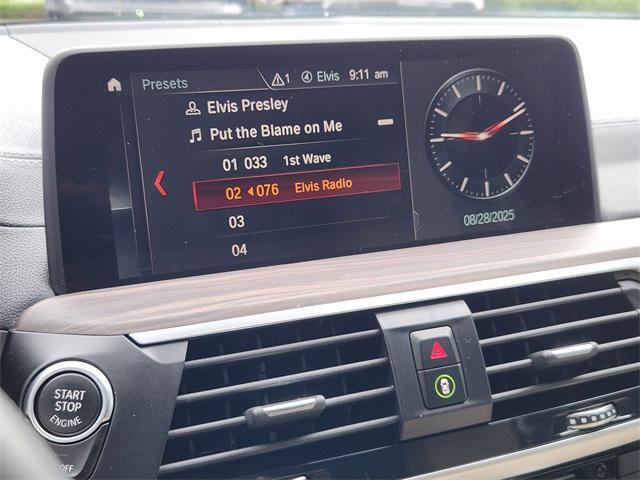 Presets 1 Elvis 9:11 am
Elvis Presley
Put the Blame on Me
01 033 1st Wave
02 ◄076 Elvis Radio
03
04
08/28/2025
START
STOP
ENGINE
OFF